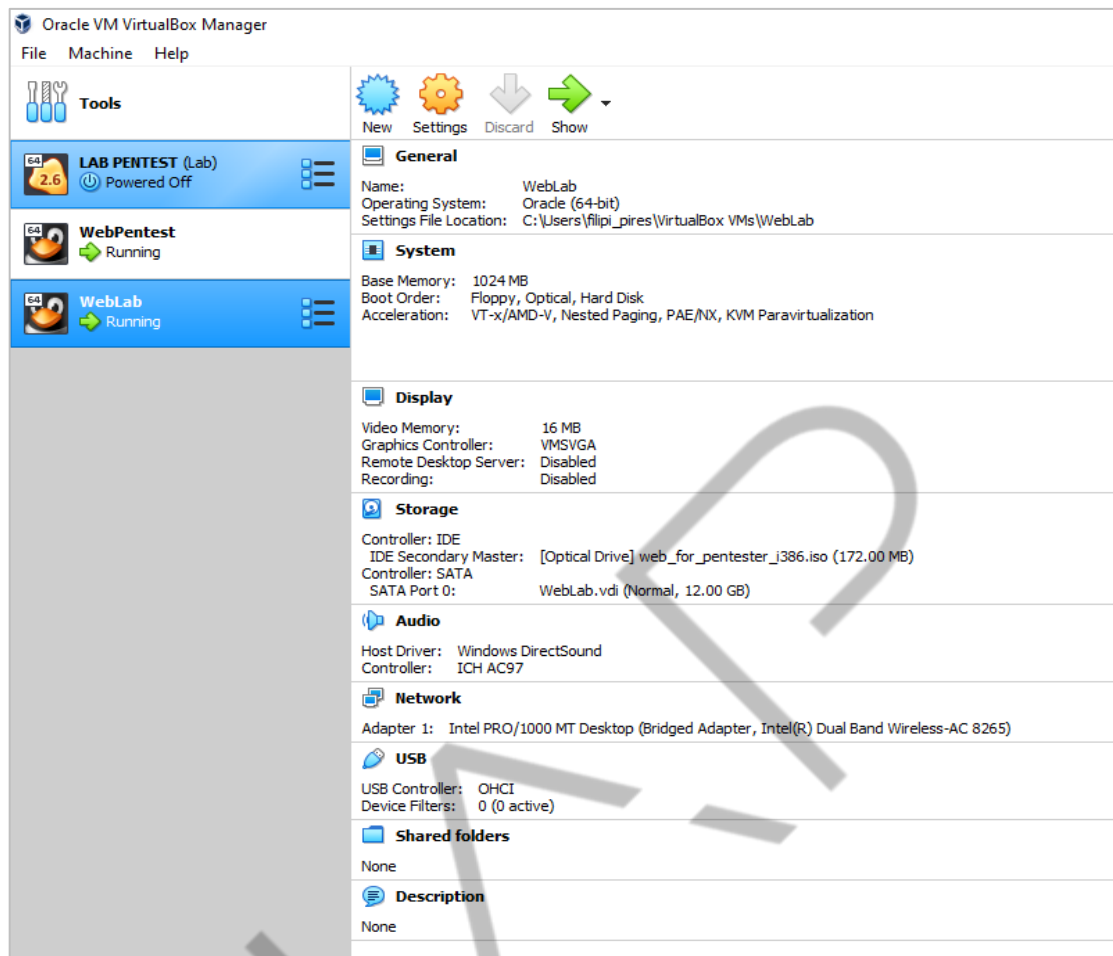 Oracle VM VirtualBox Manager
File Machine Help
Tools
New Settings Discard Show
64
2.6
LAB PENTEST (Lab)
Powered Off
64
WebPentest
Running
64
WebLab
Running
General
Name: WebLab
Operating System: Oracle (64-bit)
Settings File Location: C:\Users\filipi_pires\VirtualBox VMs\WebLab
System
Base Memory: 1024 MB
Boot Order: Floppy, Optical, Hard Disk
Acceleration: VT-x/AMD-V, Nested Paging, PAE/NX, KVM Paravirtualization
Display
Video Memory: 16 MB
Graphics Controller: VMSVGA
Remote Desktop Server: Disabled
Recording: Disabled
Storage
Controller: IDE
IDE Secondary Master: [Optical Drive] web_for_pentester_i386.iso (172.00 MB)
Controller: SATA
SATA Port 0: WebLab.vdi (Normal, 12.00 GB)
Audio
Host Driver: Windows DirectSound
Controller: ICH AC97
Network
Adapter 1: Intel PRO/1000 MT Desktop (Bridged Adapter, Intel(R) Dual Band Wireless-AC 8265)
USB
USB Controller: OHCI
Device Filters: 0 (0 active)
Shared folders
None
Description
None